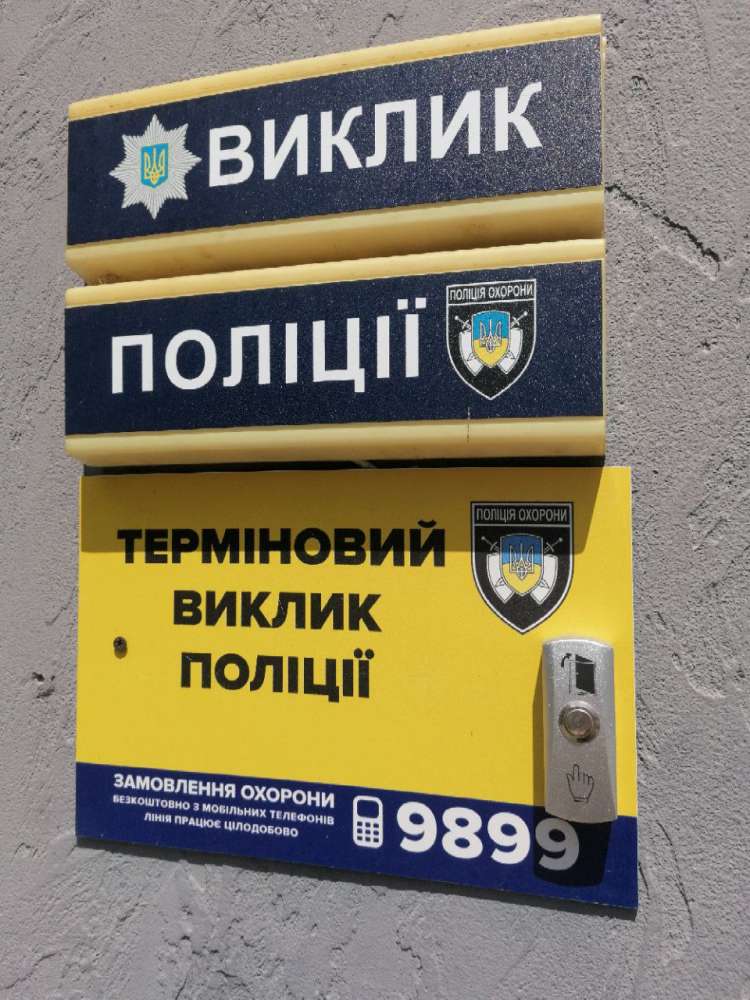 ВИКЛИК
ПОЛІЦІЇ
ПОЛІЦІЯ ОХОРОНИ
ТЕРМІНОВИЙ
ВИКЛИК
ПОЛІЦІЇ
ПОЛІЦІЯ ОХОРОНИ
ЗАМОВЛЕННЯ ОХОРОНИ
БЕЗКОШТОВНО З МОБІЛЬНИХ ТЕЛЕФОНІВ
ЛІНІЯ ПРАЦЮЄ ЦІЛОДОБОВО
9899